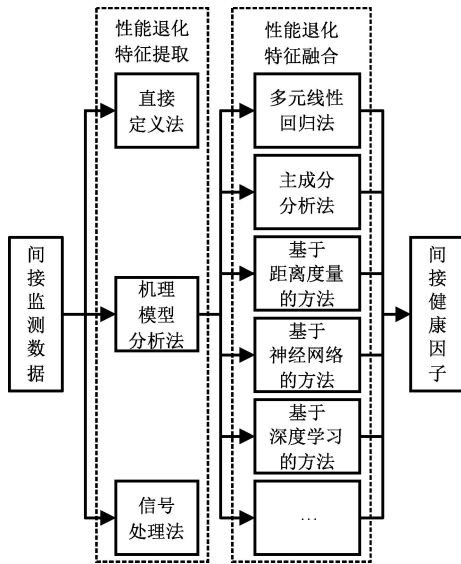 性能退化
特征提取
性能退化
特征融合
间接监测数据
直接
定义法
机理
模型
分析法
信号
处理法
多元线性
回归法
主成分
分析法
基于
距离度量
的方法
基于
神经网络
的方法
基于
深度学习
的方法
…
间接健康因子